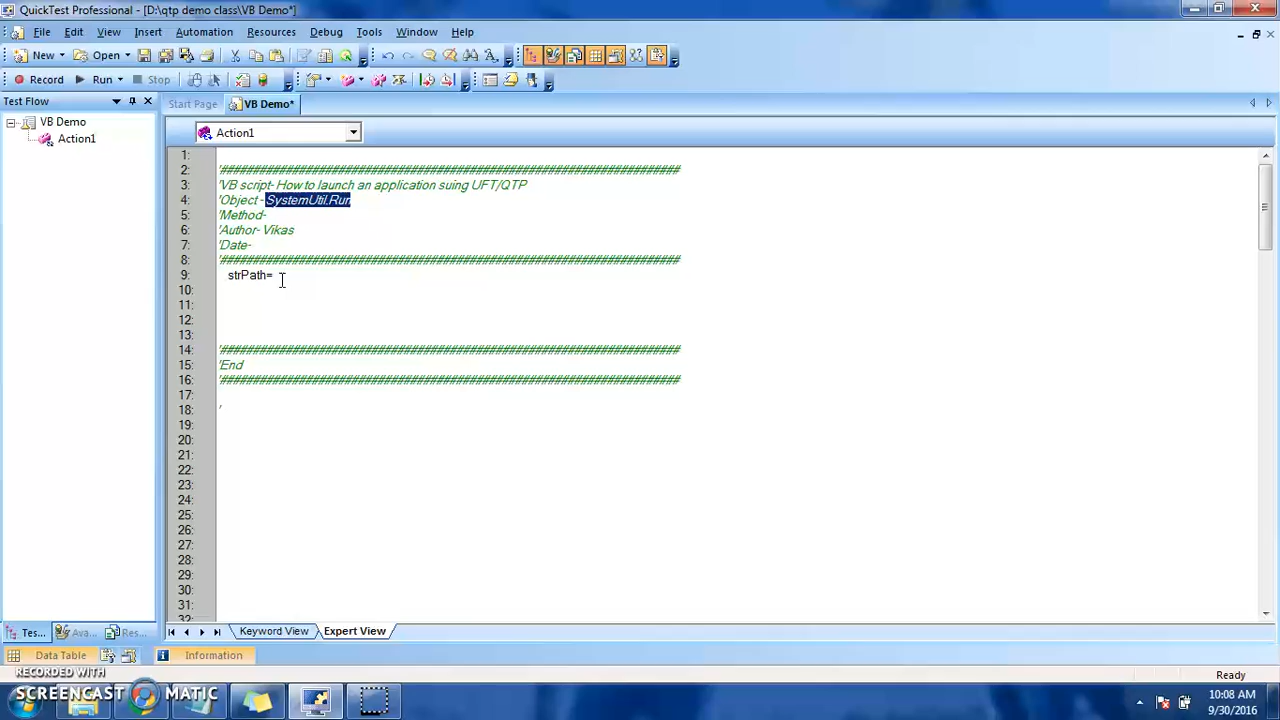 QuickTest Professional - [D:\qtp demo class\VB Demo*]
File Edit View Insert Automation Resources Debug Tools Window Help
New Open
Record Run Stop
Test Flow
Start Page VB Demo*
VB Demo
Action1
Action1
1:
2: '######################################################################
3: 'VB script- How to launch an application suing UFT/QTP
4: 'Object - SystemUtil.Run
5: 'Method-
6: 'Author- Vikas
7: 'Date-
8: '######################################################################
9: strPath=
10:
11:
12:
13:
14: '######################################################################
15: 'End
16: '######################################################################
17:
18: '
19:
20:
21:
22:
23:
24:
25:
26:
27:
28:
29:
30:
31:
32:
Tes... Ava... Res...
Keyword View Expert View
Data Table Information
RECORDED WITH
SCREENCAST MATIC
Ready
10:08 AM
9/30/2016